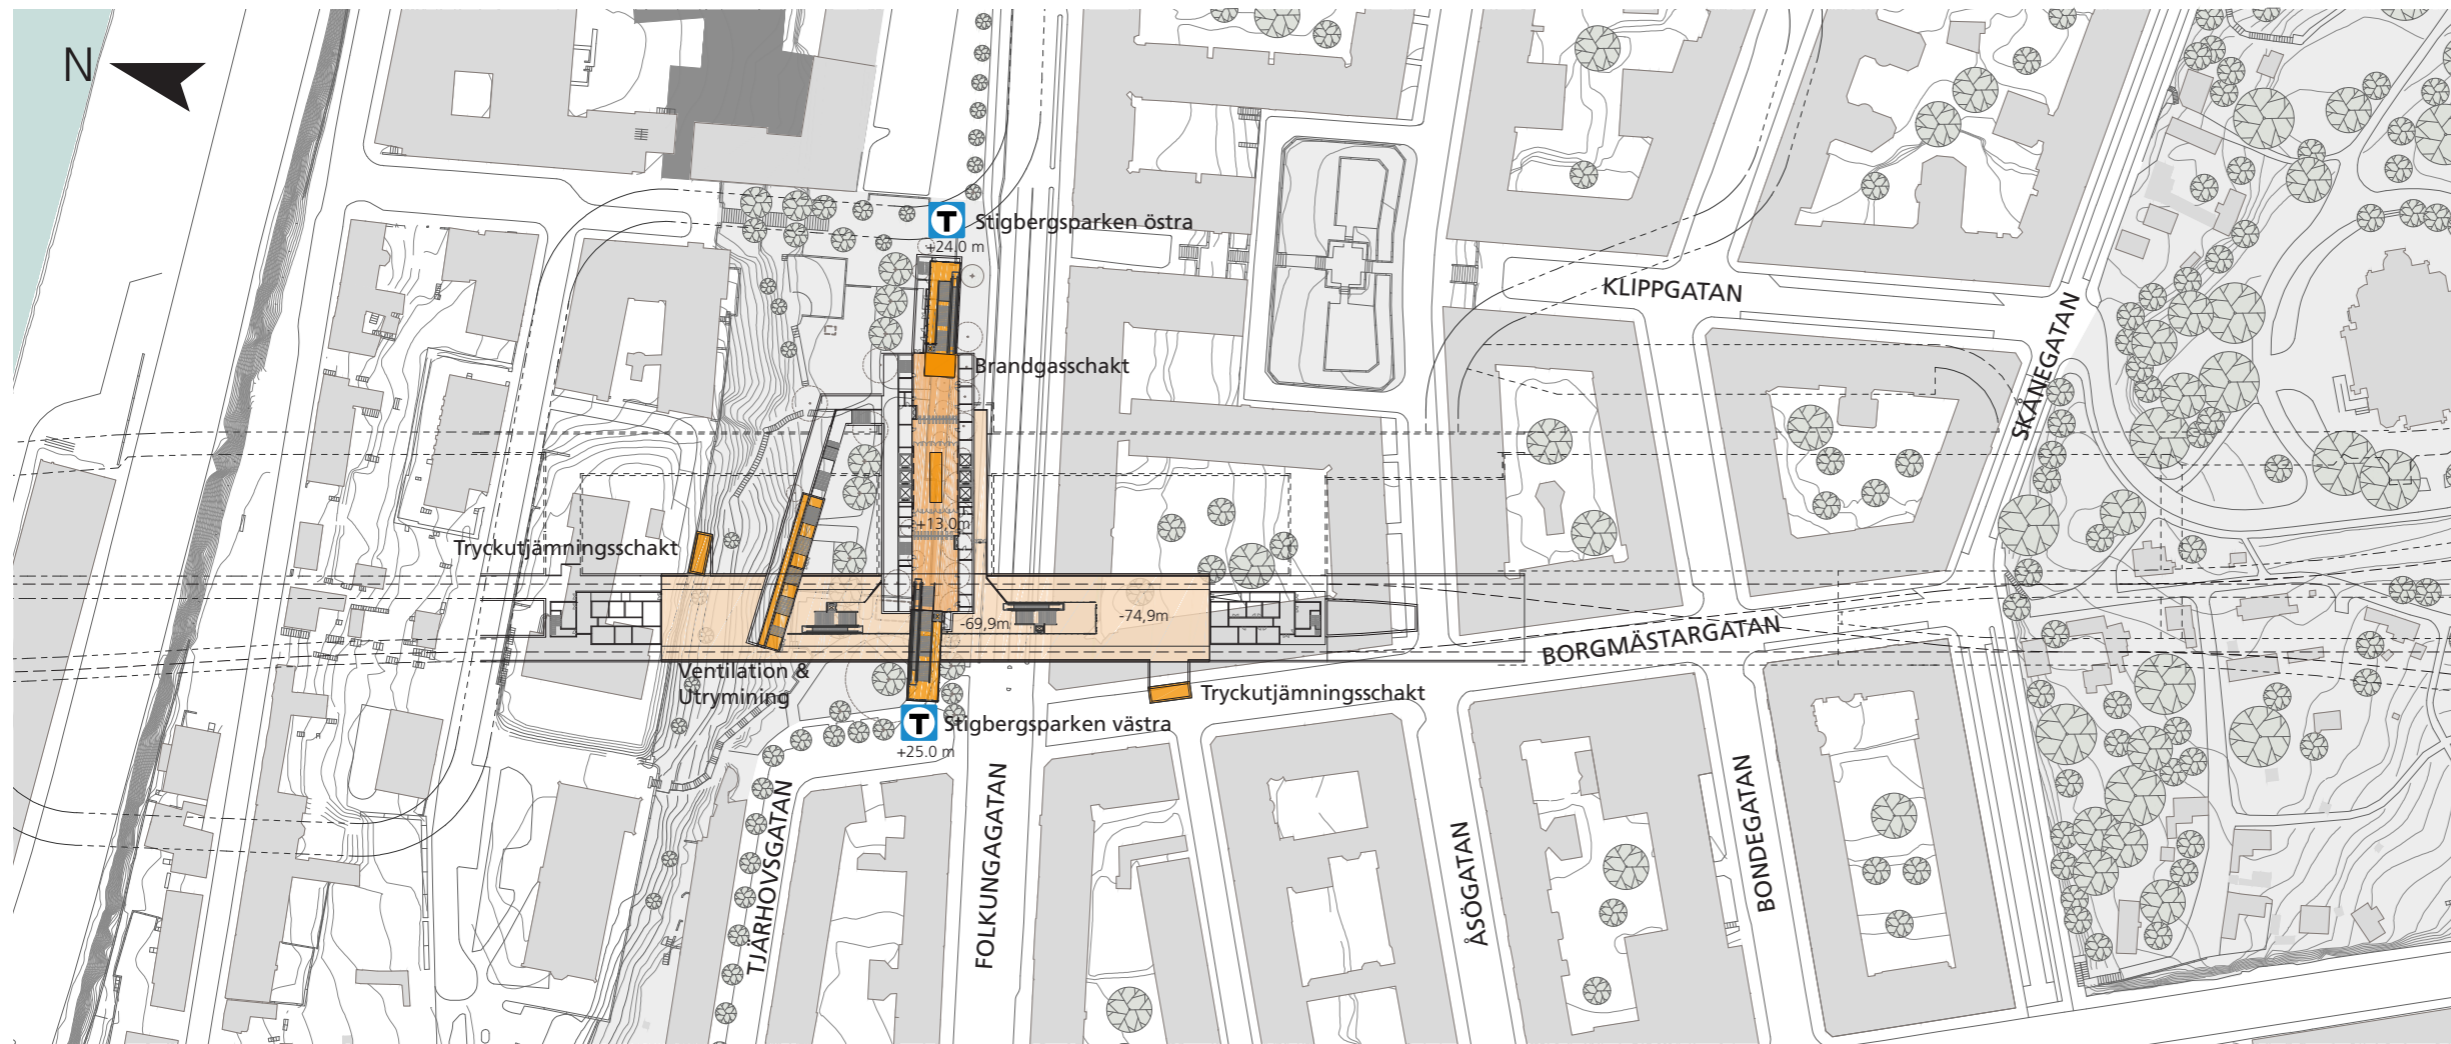 N
T
Stigbergsparken östra
+24.0 m
KLIPPGATAN
SKÅNEGATAN
Brandgasschakt
+13.0m
Tryckutjämningsschakt
-69,9m
-74,9m
BORGMÄSTARGATAN
Ventilation &
Utrymining
Tryckutjämningsschakt
T
Stigbergsparken västra
+25.0 m
TJÄRHOVSGATAN
FOLKUNGAGATAN
ÅSÖGATAN
BONDEGATAN